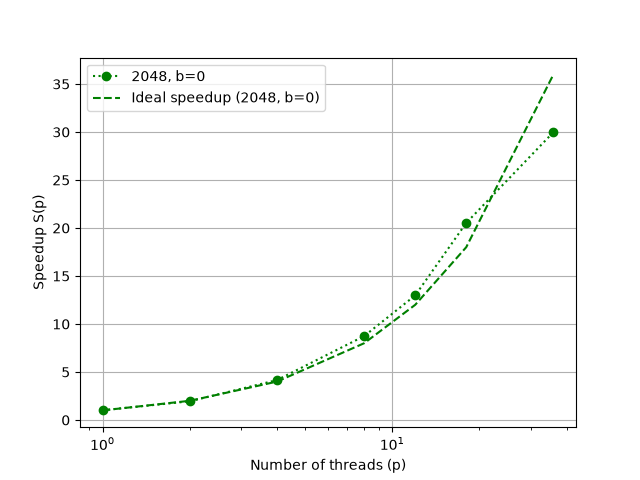 2048, b=0
Ideal speedup (2048, b=0)
35
30
25
20
15
10
5
0
Speedup S(p)
10⁰
10¹
Number of threads (p)